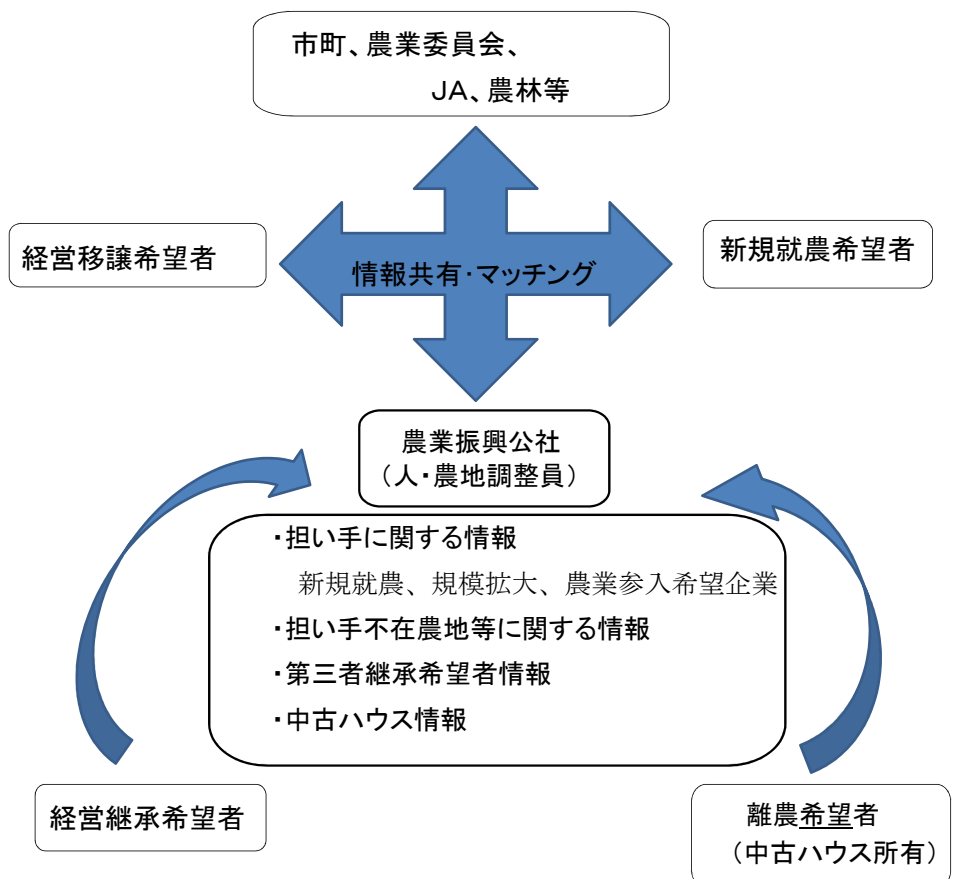 市町、農業委員会、
JA、農林等
経営移譲希望者
情報共有・マッチング
新規就農希望者
農業振興公社
（人・農地調整員）
・担い手に関する情報
新規就農、規模拡大、農業参入希望企業
・担い手不在農地等に関する情報
・第三者継承希望者情報
・中古ハウス情報
経営継承希望者
離農希望者
（中古ハウス所有）